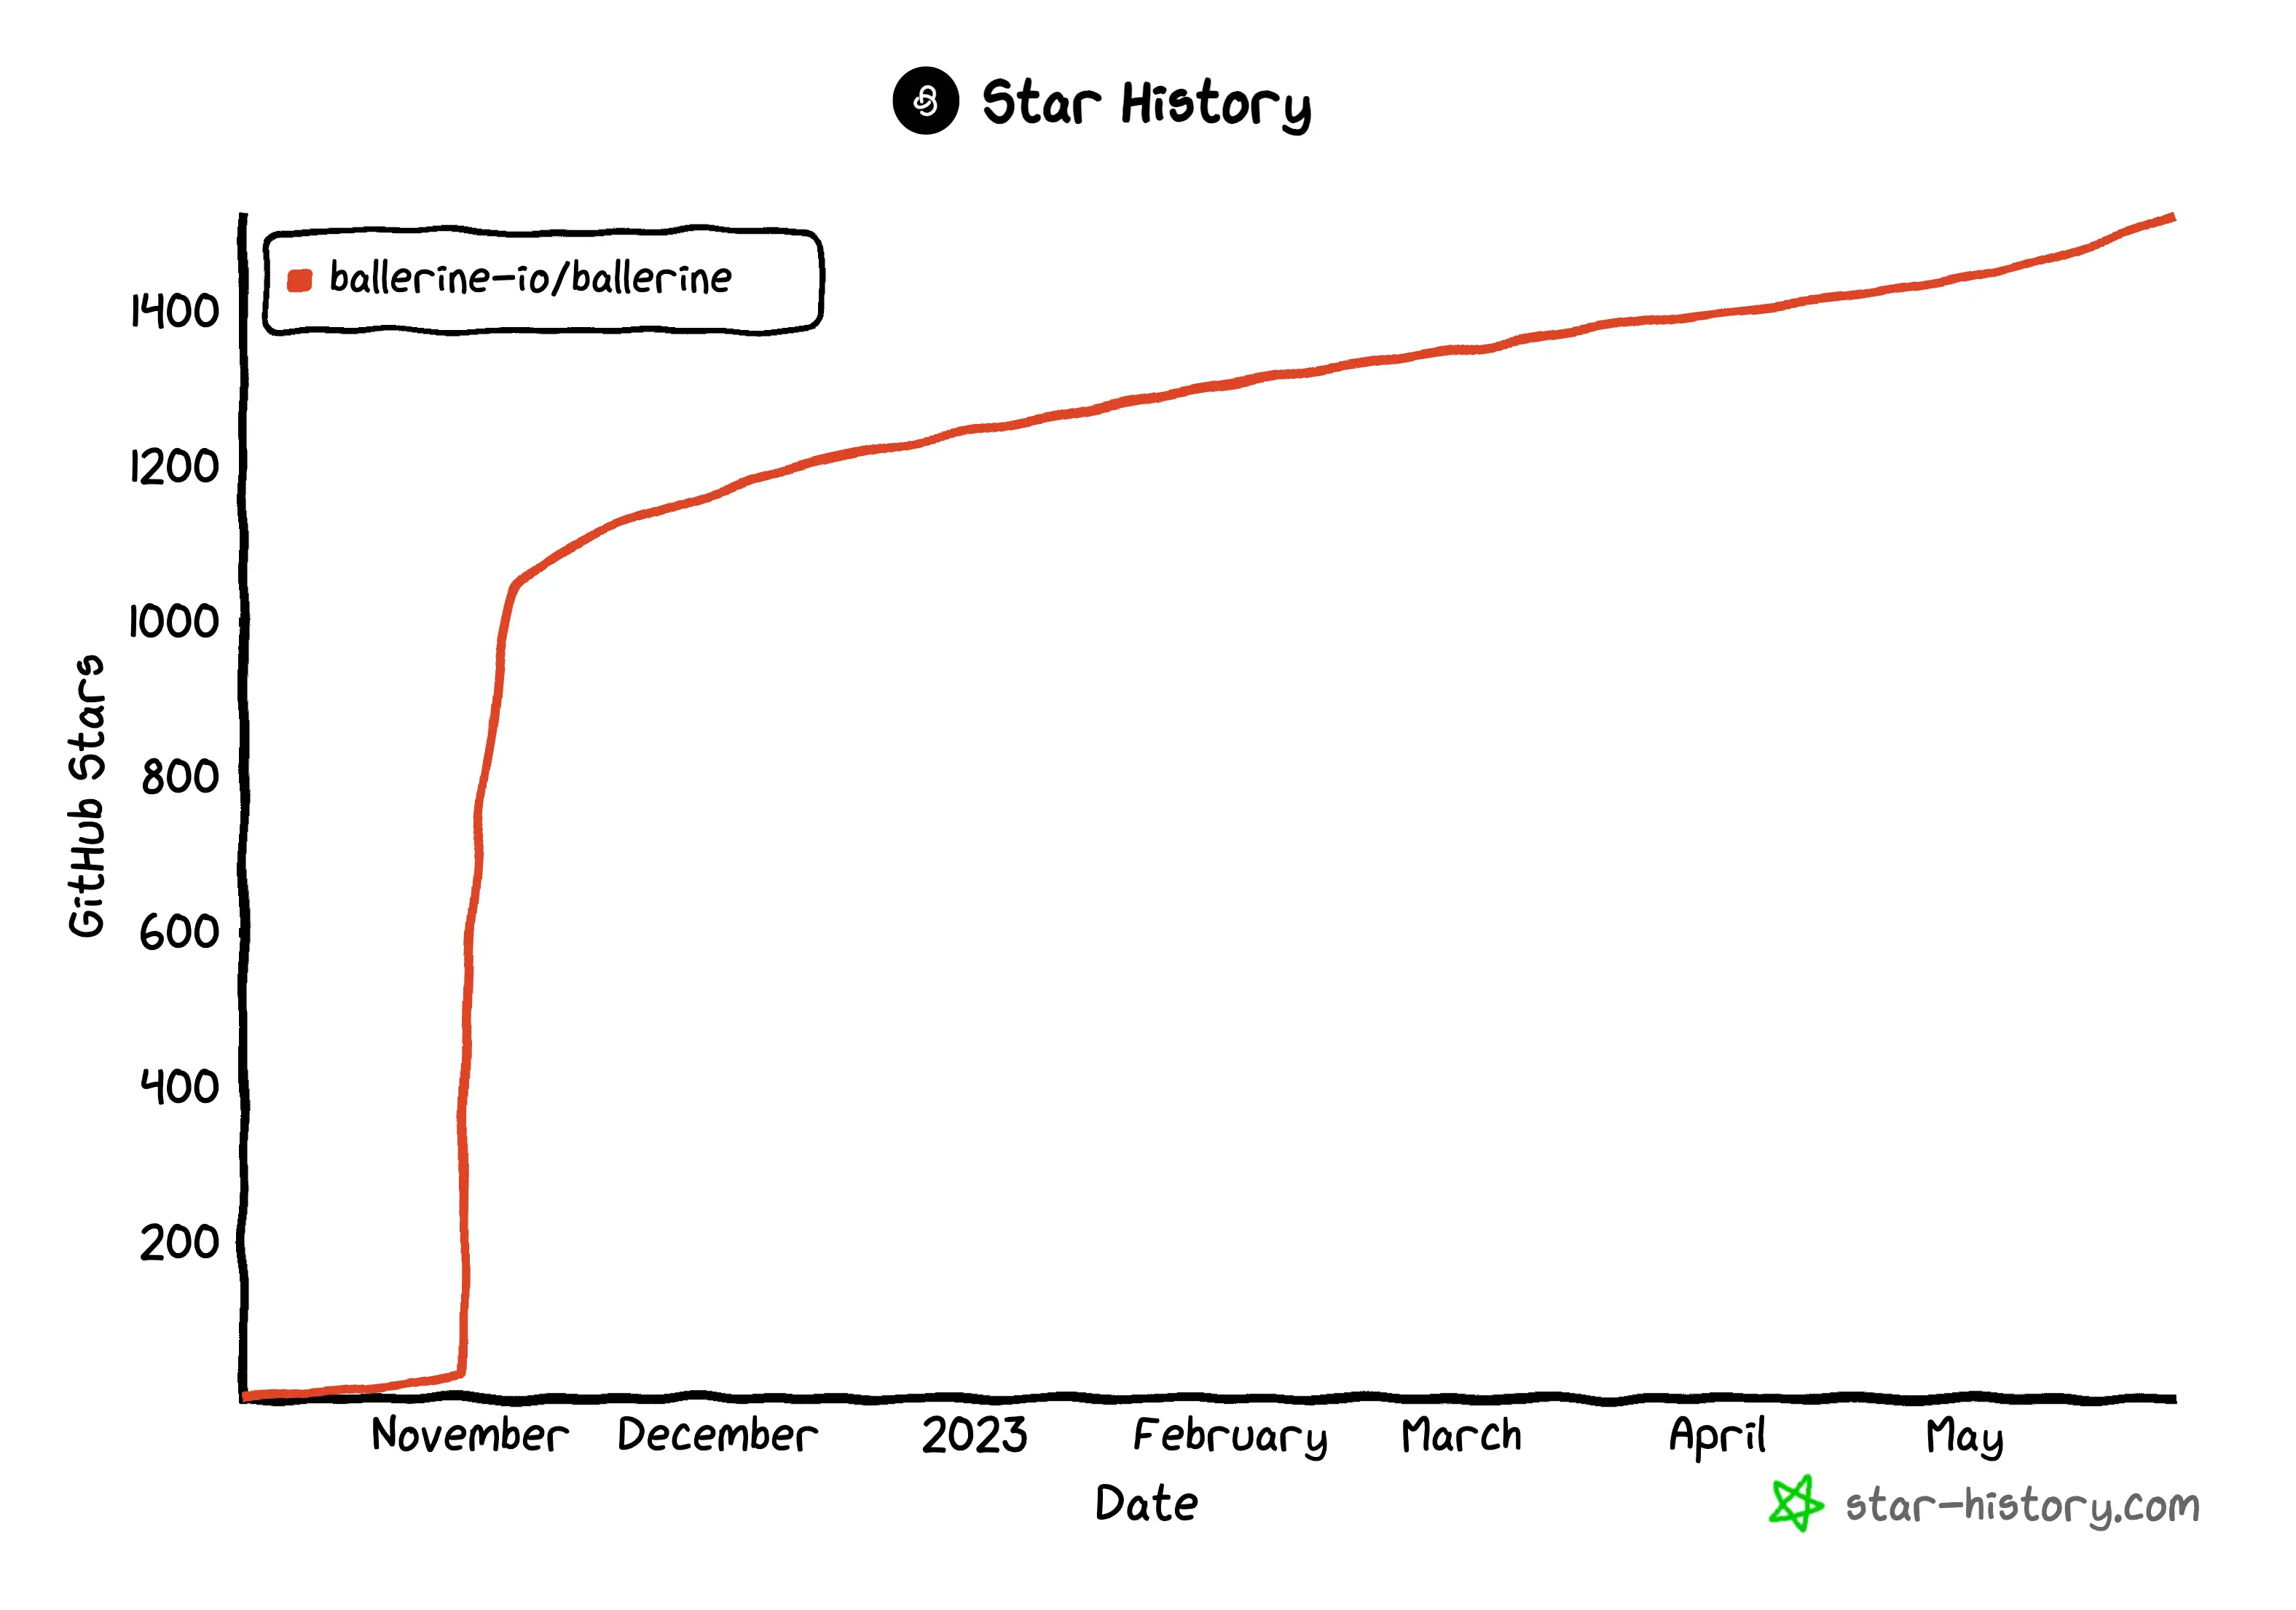 Star History
ballerine-io/ballerine
1400
1200
1000
800
600
400
200
GitHub Stars
November December 2023 February March April May
Date
star-history.com